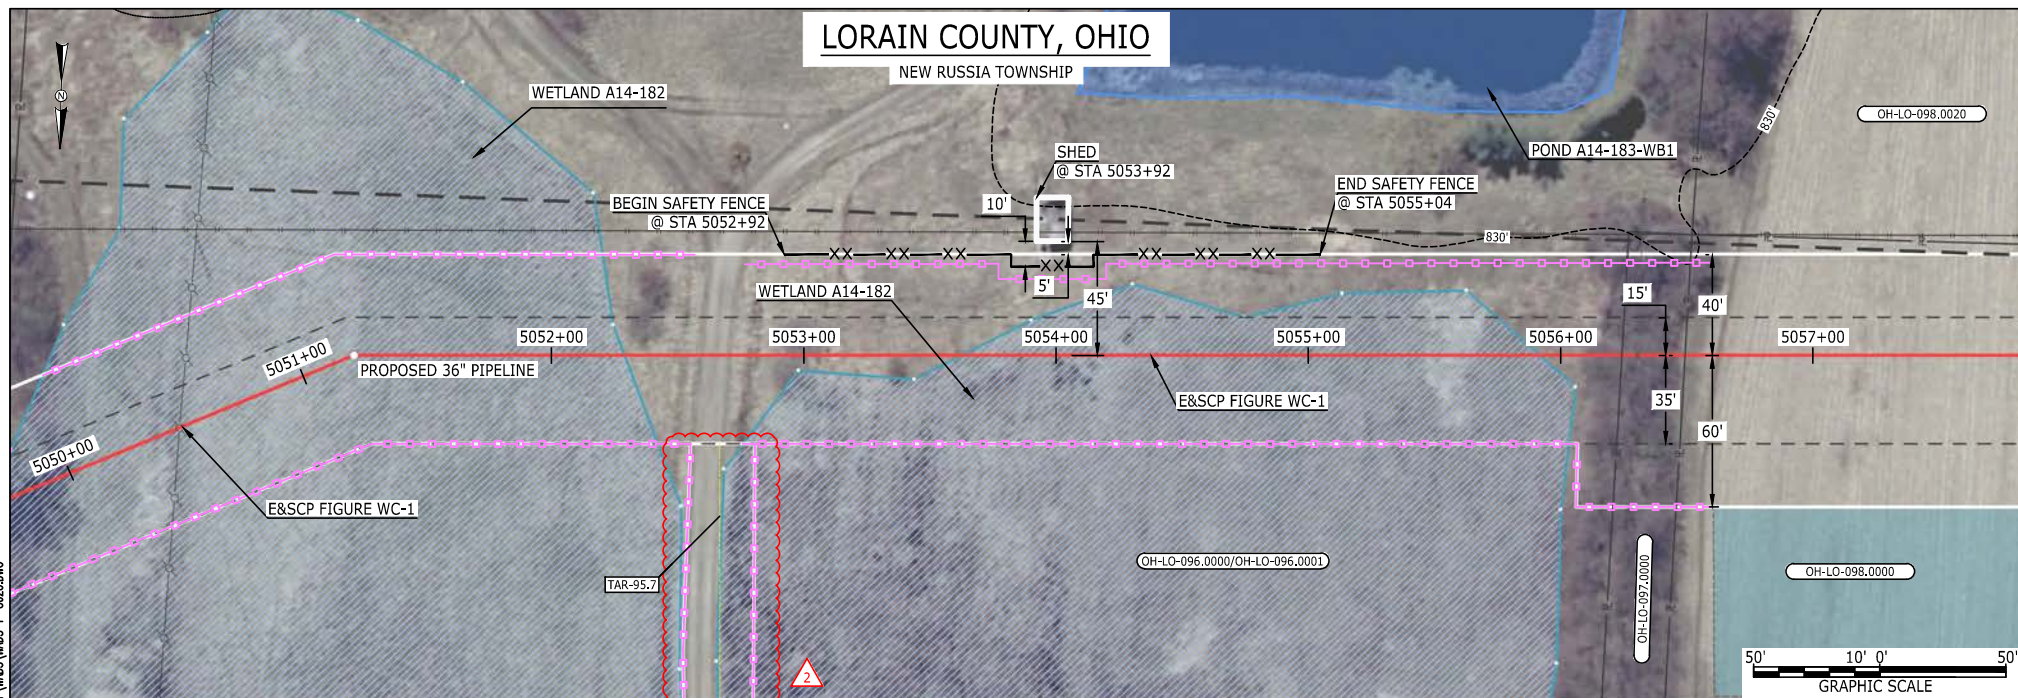 LORAIN COUNTY, OHIO
NEW RUSSIA TOWNSHIP
N
WETLAND A14-182
OH-LO-098.0020
830'
POND A14-183-WB1
SHED
@ STA 5053+92
BEGIN SAFETY FENCE
@ STA 5052+92
10'
END SAFETY FENCE
@ STA 5055+04
830'
5'
45'
WETLAND A14-182
15'
40'
5052+00
5053+00
5054+00
5055+00
5056+00
5057+00
5051+00
PROPOSED 36" PIPELINE
E&SCP FIGURE WC-1
35'
60'
5050+00
E&SCP FIGURE WC-1
TAR-95.7
OH-LO-096.0000/OH-LO-096.0001
OH-LO-097.0000
OH-LO-098.0000
2
50' 10' 0' 50'
GRAPHIC SCALE